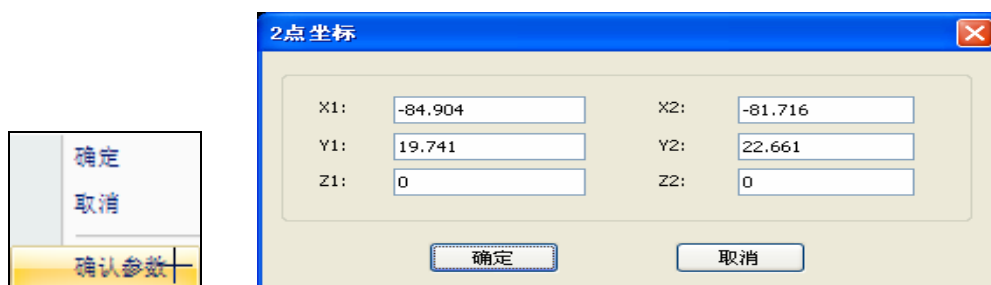 确定
取消
确认参数
2点坐标
X1: -84.904 X2: -81.716
Y1: 19.741 Y2: 22.661
Z1: 0 Z2: 0
确定 取消